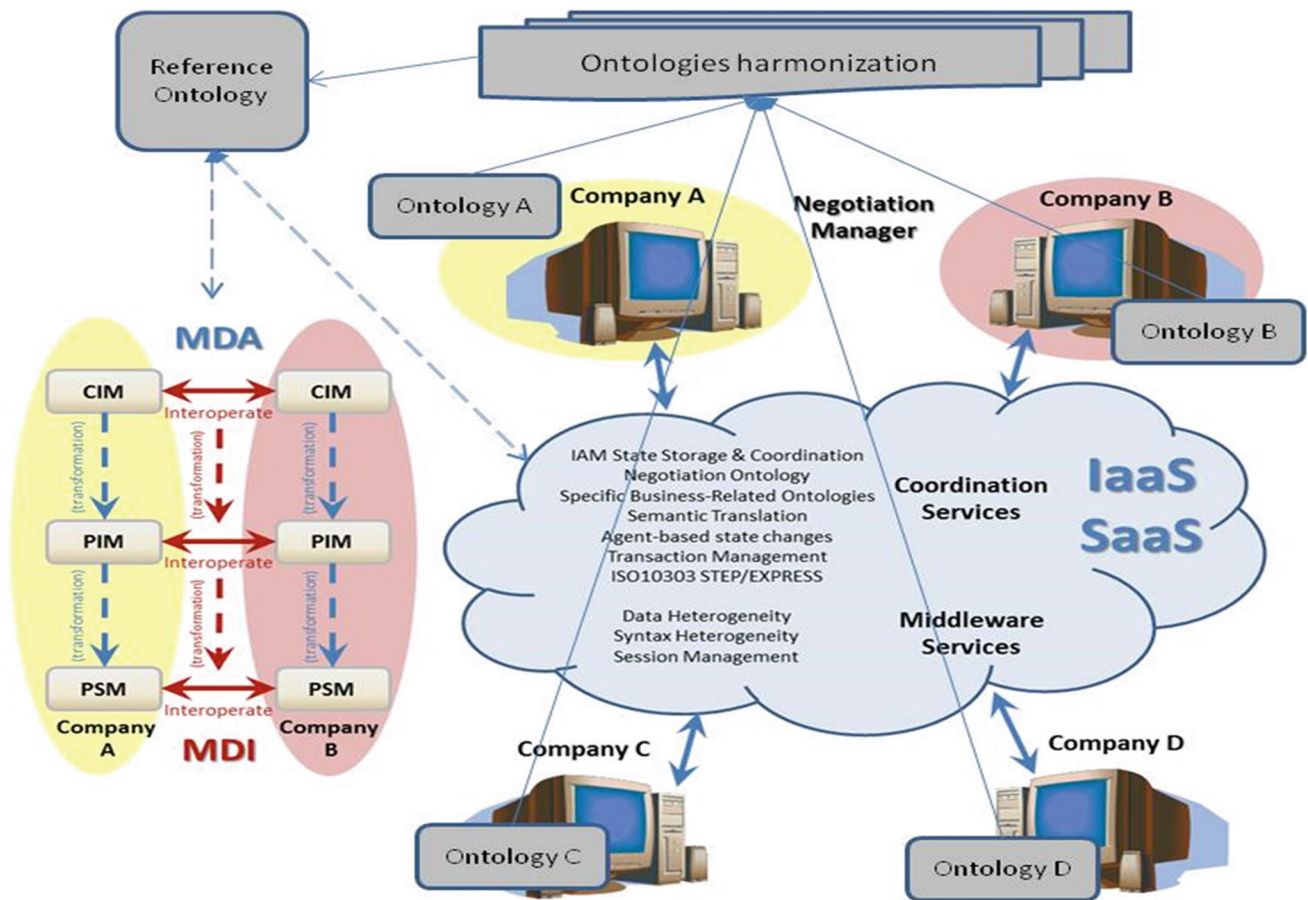 Reference
Ontology
Ontologies harmonization
Ontology A
Company A
Negotiation
Manager
Company B
Ontology B
MDA
CIM
CIM
Interoperate
(transformation)
(transformation)
(transformation)
PIM
PIM
Interoperate
(transformation)
(transformation)
(transformation)
PSM
PSM
Interoperate
Company
A
Company
B
MDI
IAM State Storage & Coordination
Negotiation Ontology
Specific Business-Related Ontologies
Semantic Translation
Agent-based state changes
Transaction Management
ISO10303 STEP/EXPRESS
Data Heterogeneity
Syntax Heterogeneity
Session Management
Coordination
Services
Middleware
Services
IaaS
SaaS
Company C
Ontology C
Company D
Ontology D